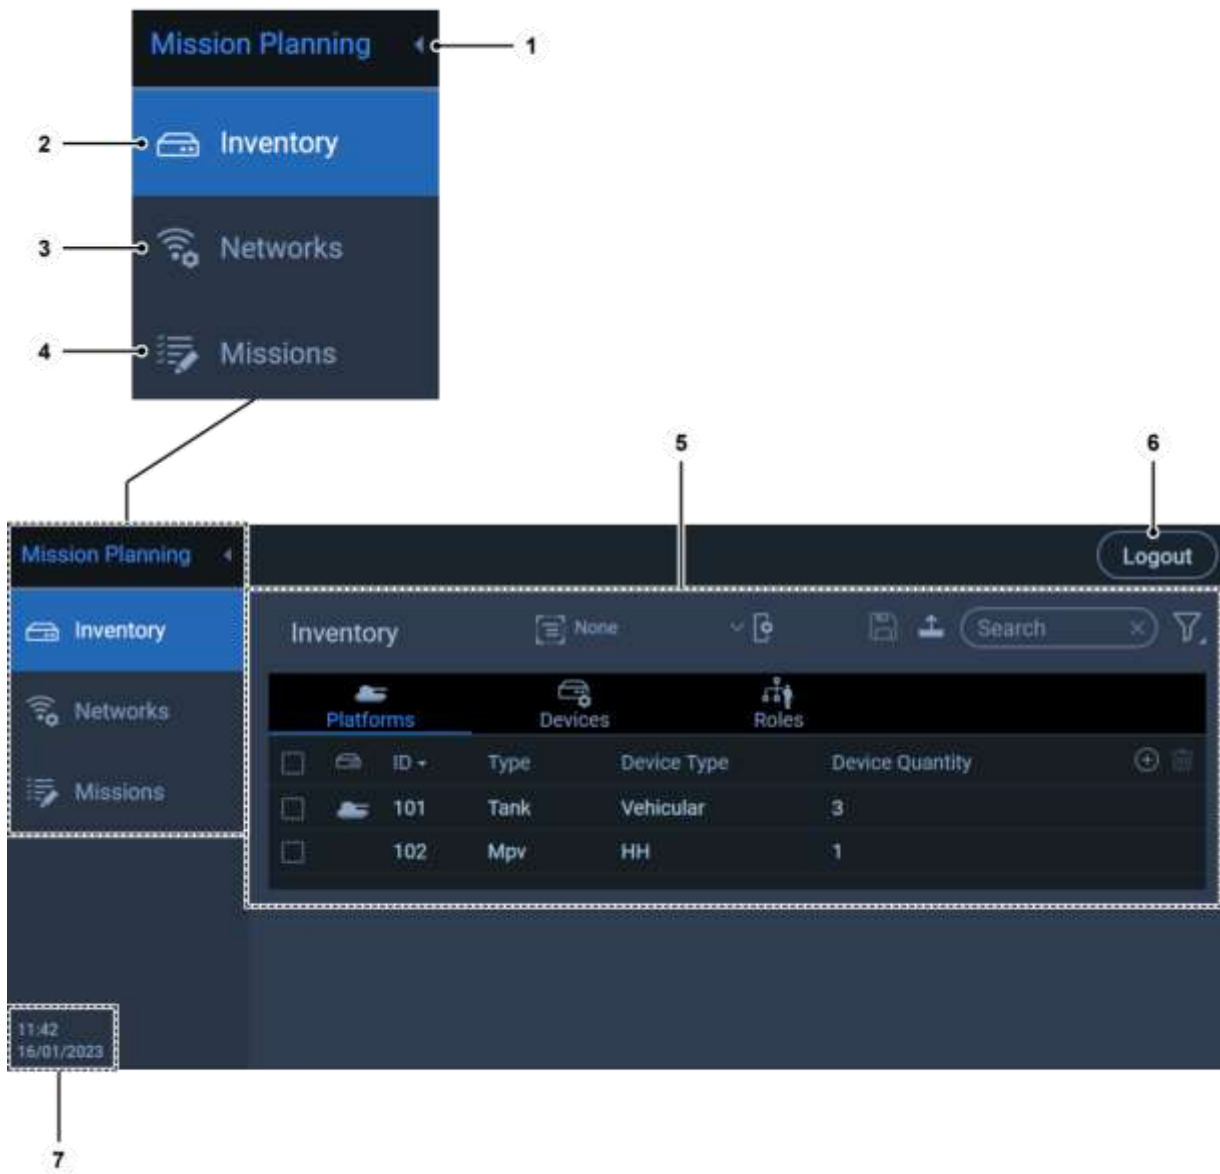 Mission Planning 1
2 Inventory
3 Networks
4 Missions
5 6
Mission Planning
Logout
Inventory
Inventory None Search
Networks
Platforms Devices Roles
ID Type Device Type Device Quantity
Missions
101 Tank Vehicular 3
102 Mpv HH 1
11:42
16/01/2023
7